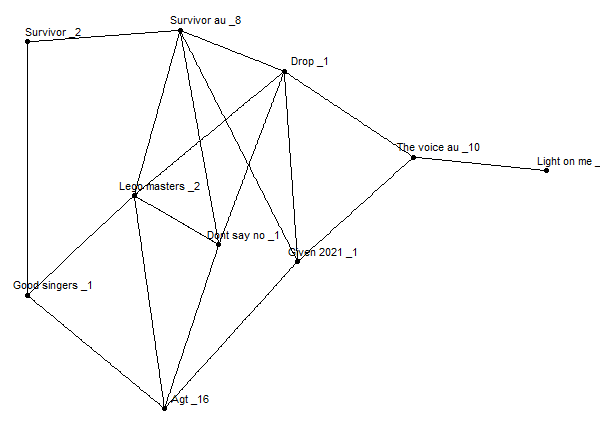 Survivor au _8
Survivor _2
Drop _1
The voice au _10
Light on me _
Lego masters _2
Dont say no _1
Given 2021 _1
Good singers _1
Agt _16